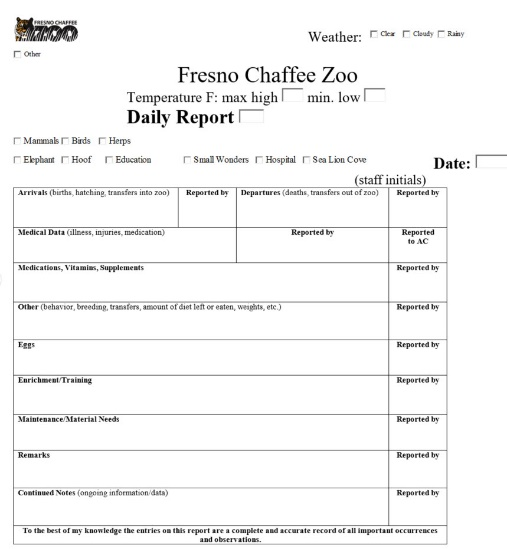 FRESNO CHAFFEE
ZOO
Weather: Clear Cloudy Rainy
Other
Fresno Chaffee Zoo
Temperature F: max high min. low
Daily Report
Mammals Birds Herps
Elephant Hoof Education Small Wonders Hospital Sea Lion Cove Date:
(staff initials)
Arrivals (births, hatching, transfers into zoo) Reported by Departures (deaths, transfers out of zoo) Reported by
Medical Data (illness, injuries, medication) Reported by Reported
to AC
Medications, Vitamins, Supplements Reported by
Other (behavior, breeding, transfers, amount of diet left or eaten, weights, etc.) Reported by
Eggs Reported by
Enrichment/Training Reported by
Maintenance/Material Needs Reported by
Remarks Reported by
Continued Notes (ongoing information/data) Reported by
To the best of my knowledge the entries on this report are a complete and accurate record of all important occurrences
and observations.